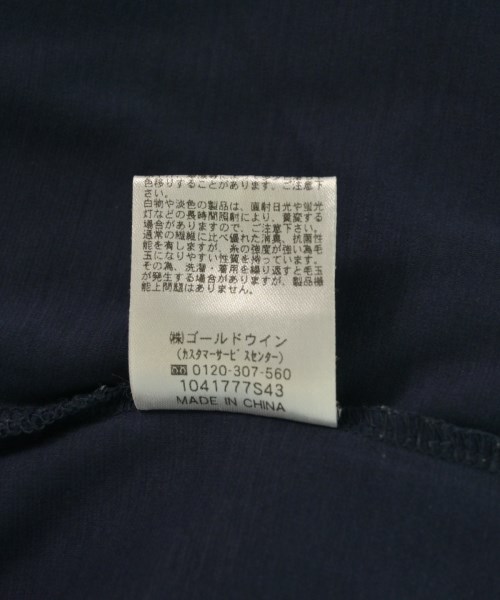 色移りすることがあります。ご注意下
さい。
白物や淡色の製品は、直射日光や蛍光
灯などの長時間照射により、黄変する
場合がありますので、ご注意下さい。
通常の繊維に比べ優れた消臭、抗菌性
能を有しますが、糸の強度が強い為毛
玉になりやすい性質を持っています。
その為、洗濯・着用を繰り返すと毛玉
が発生する場合がありますが、製品機
能上問題はありません。
㈱ゴールドウイン
(カスタマーサービスセンター)
0120-307-560
1041777S43
MADE IN CHINA